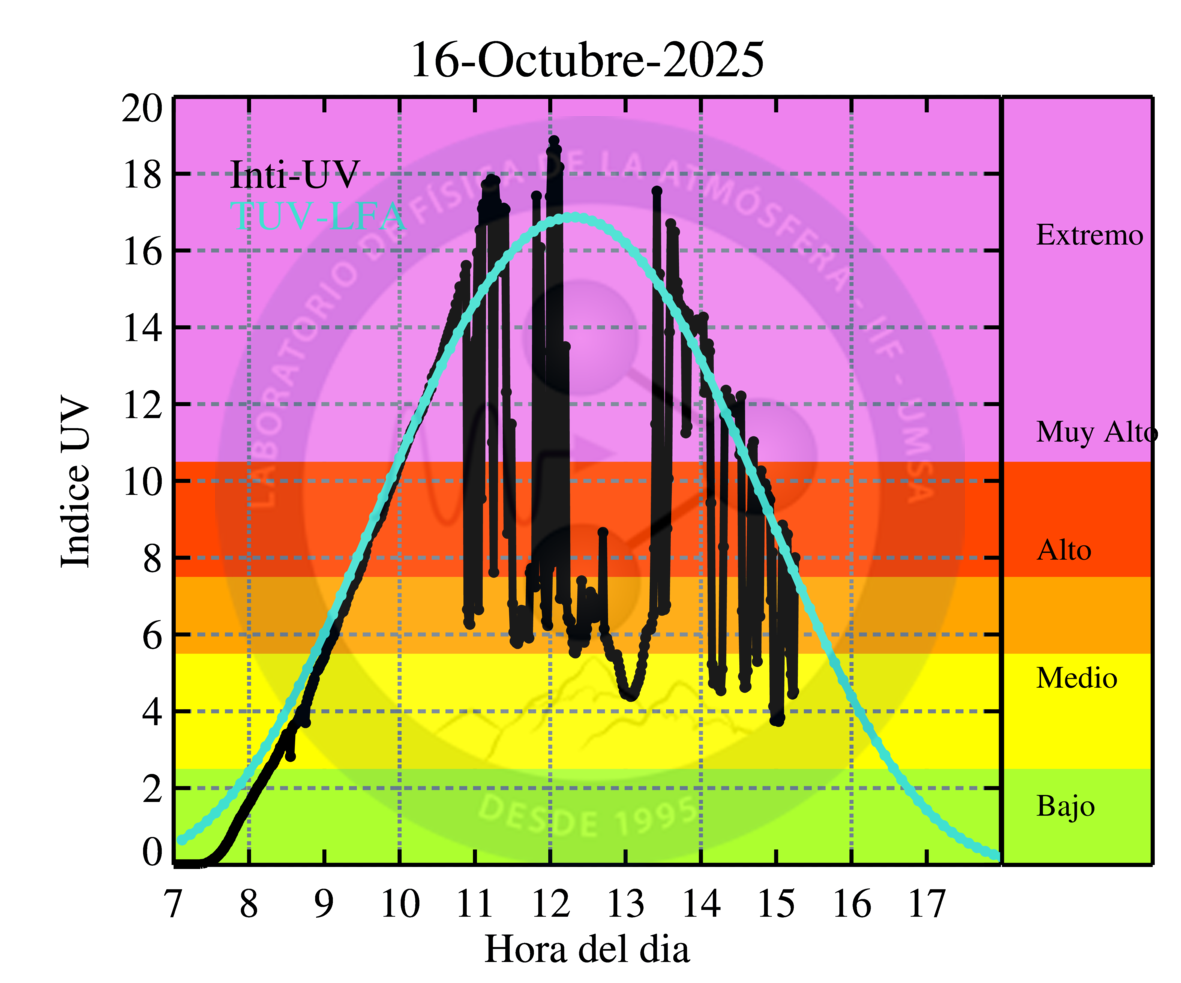 16-Octubre-2025
20
18
16
14
12
10
8
6
4
2
0
Indice UV
Inti-UV
TUV-LFA
LABORATORIO DE FÍSICA DE LA ATMÓSFERA - IIF - UMSA
DESDE 1995
Extremo
Muy Alto
Alto
Medio
Bajo
7 8 9 10 11 12 13 14 15 16 17
Hora del dia